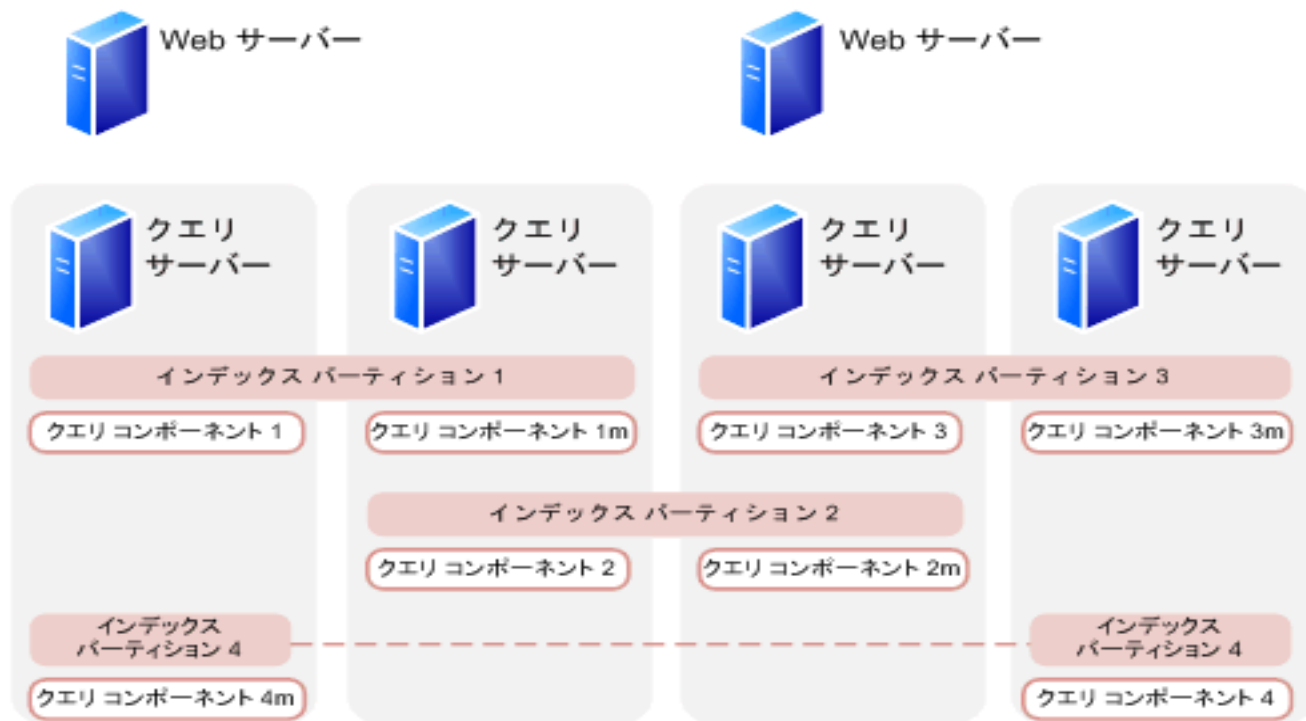 Web サーバー
Web サーバー
クエリ
サーバー
クエリ
サーバー
クエリ
サーバー
クエリ
サーバー
インデックス パーティション 1
インデックス パーティション 3
クエリ コンポーネント 1
クエリ コンポーネント 1m
クエリ コンポーネント 3
クエリ コンポーネント 3m
インデックス パーティション 2
クエリ コンポーネント 2
クエリ コンポーネント 2m
インデックス
パーティション 4
インデックス
パーティション 4
クエリ コンポーネント 4m
クエリ コンポーネント 4